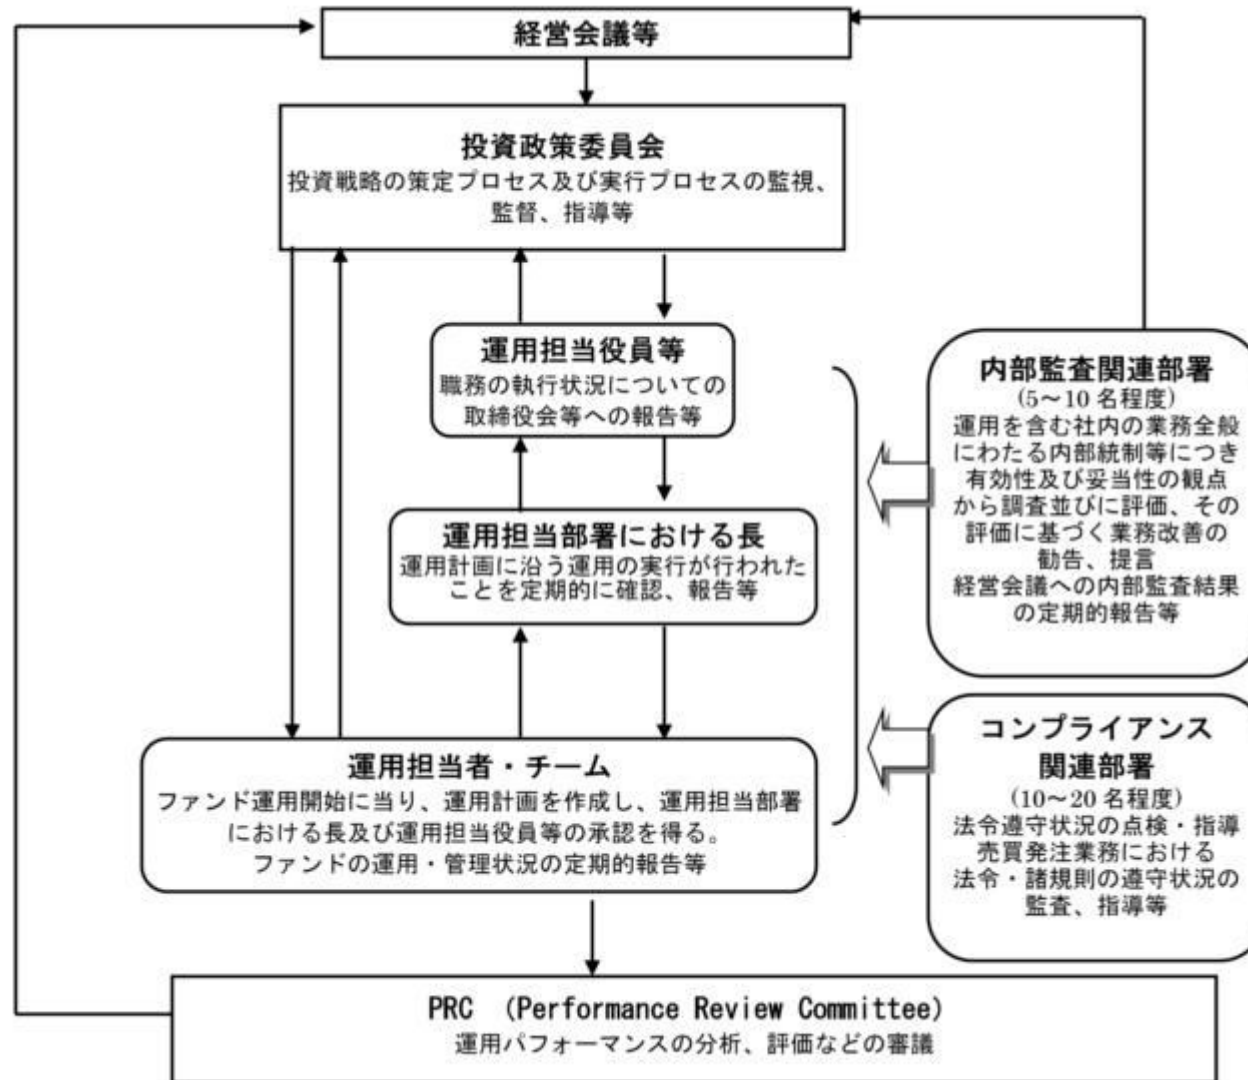 経営会議等
投資政策委員会
投資戦略の策定プロセス及び実行プロセスの監視、
監督、指導等
運用担当役員等
職務の執行状況についての
取締役会等への報告等
運用担当部署における長
運用計画に沿う運用の実行が行われた
ことを定期的に確認、報告等
運用担当者・チーム
ファンド運用開始に当り、運用計画を作成し、運用担当部署
における長及び運用担当役員等の承認を得る。
ファンドの運用・管理状況の定期的報告等
内部監査関連部署
(5～10 名程度)
運用を含む社内の業務全般
にわたる内部統制等につき
有効性及び妥当性の観点
から調査並びに評価、その
評価に基づく業務改善の
勧告、提言
経営会議への内部監査結果
の定期的報告等
コンプライアンス
関連部署
(10～20 名程度)
法令遵守状況の点検・指導
売買発注業務における
法令・諸規則の遵守状況の
監査、指導等
PRC （Performance Review Committee）
運用パフォーマンスの分析、評価などの審議